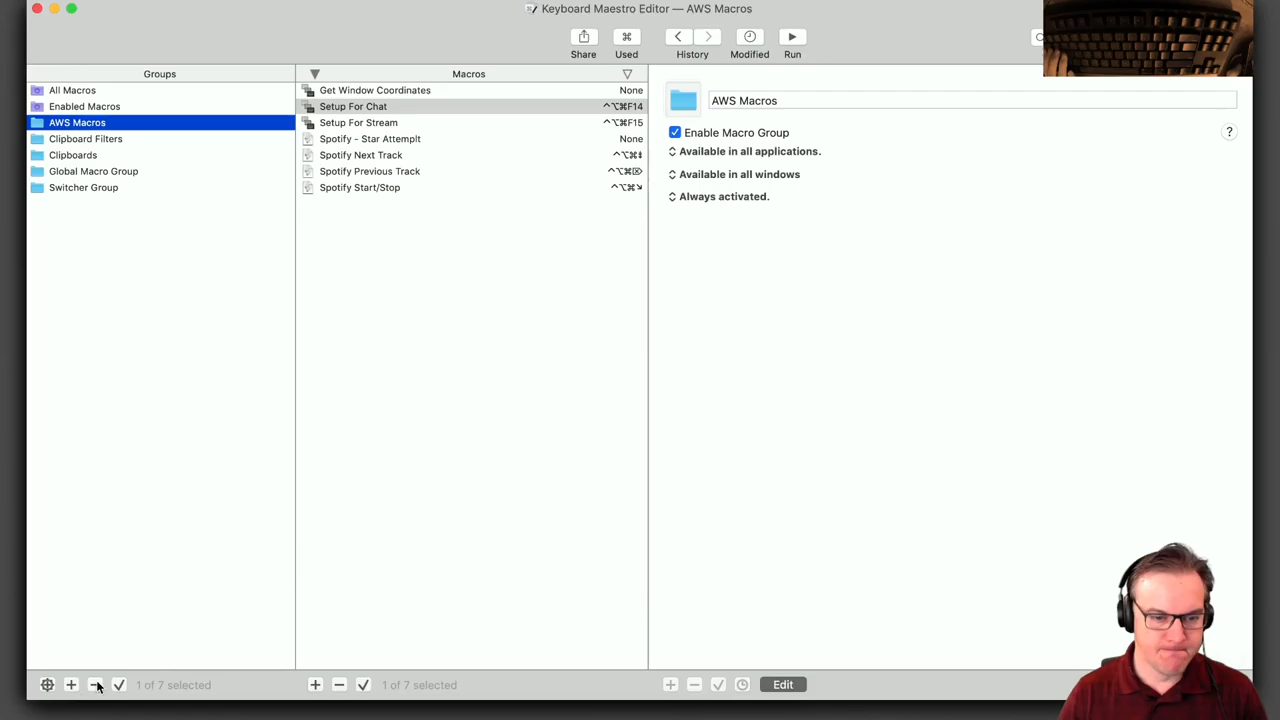 Keyboard Maestro Editor — AWS Macros
Share
Used
History
Modified
Run
Groups
All Macros
Enabled Macros
AWS Macros
Clipboard Filters
Clipboards
Global Macro Group
Switcher Group
Macros
Get Window Coordinates None
Setup For Chat ^⌥⌘F14
Setup For Stream ^⌥⌘F15
Spotify - Star Attemplt None
Spotify Next Track ^⌥⌘⇟
Spotify Previous Track ^⌥⌘⌦
Spotify Start/Stop ^⌥⌘↘
AWS Macros
Enable Macro Group
?
Available in all applications.
Available in all windows
Always activated.
1 of 7 selected
1 of 7 selected
Edit